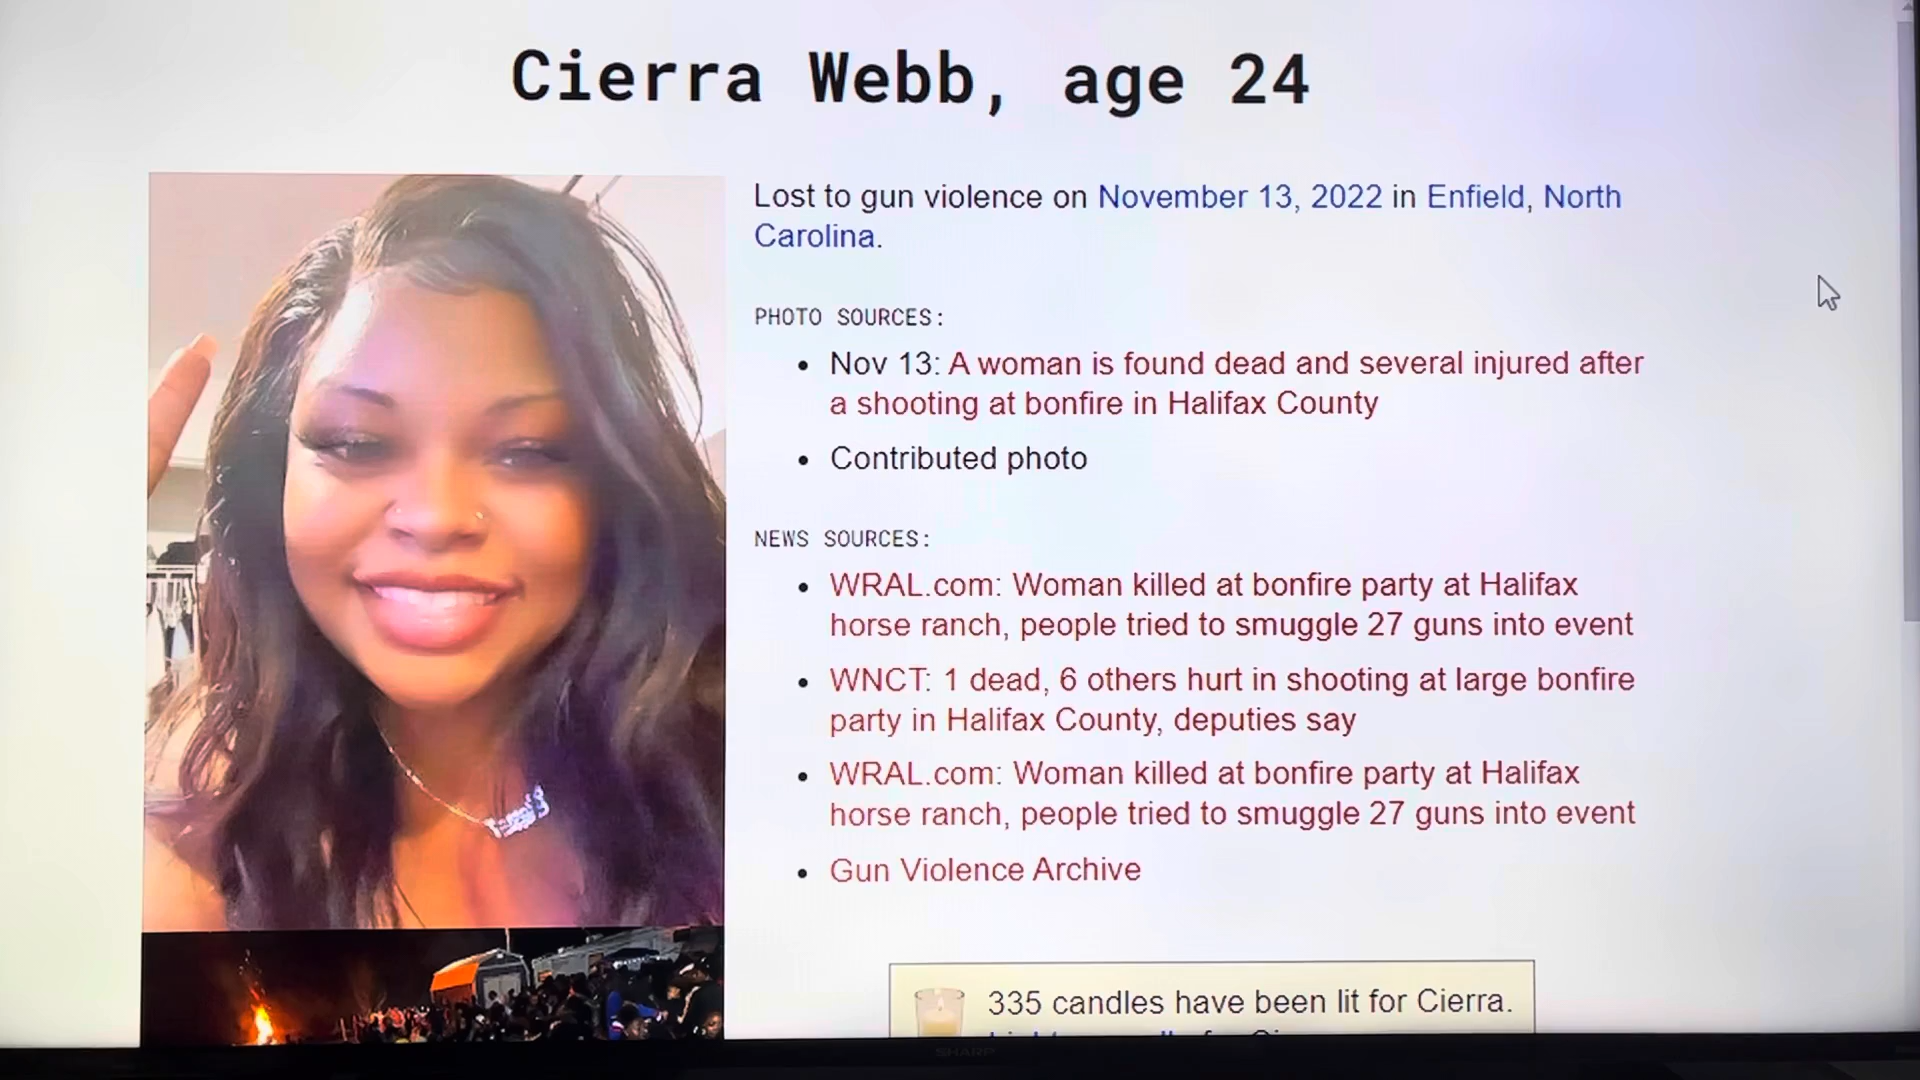 Cierra Webb, age 24
Lost to gun violence on November 13, 2022 in Enfield, North
Carolina.
PHOTO SOURCES:
• Nov 13: A woman is found dead and several injured after
a shooting at bonfire in Halifax County
• Contributed photo
NEWS SOURCES:
• WRAL.com: Woman killed at bonfire party at Halifax
horse ranch, people tried to smuggle 27 guns into event
• WNCT: 1 dead, 6 others hurt in shooting at large bonfire
party in Halifax County, deputies say
• WRAL.com: Woman killed at bonfire party at Halifax
horse ranch, people tried to smuggle 27 guns into event
• Gun Violence Archive
335 candles have been lit for Cierra.
SHARP